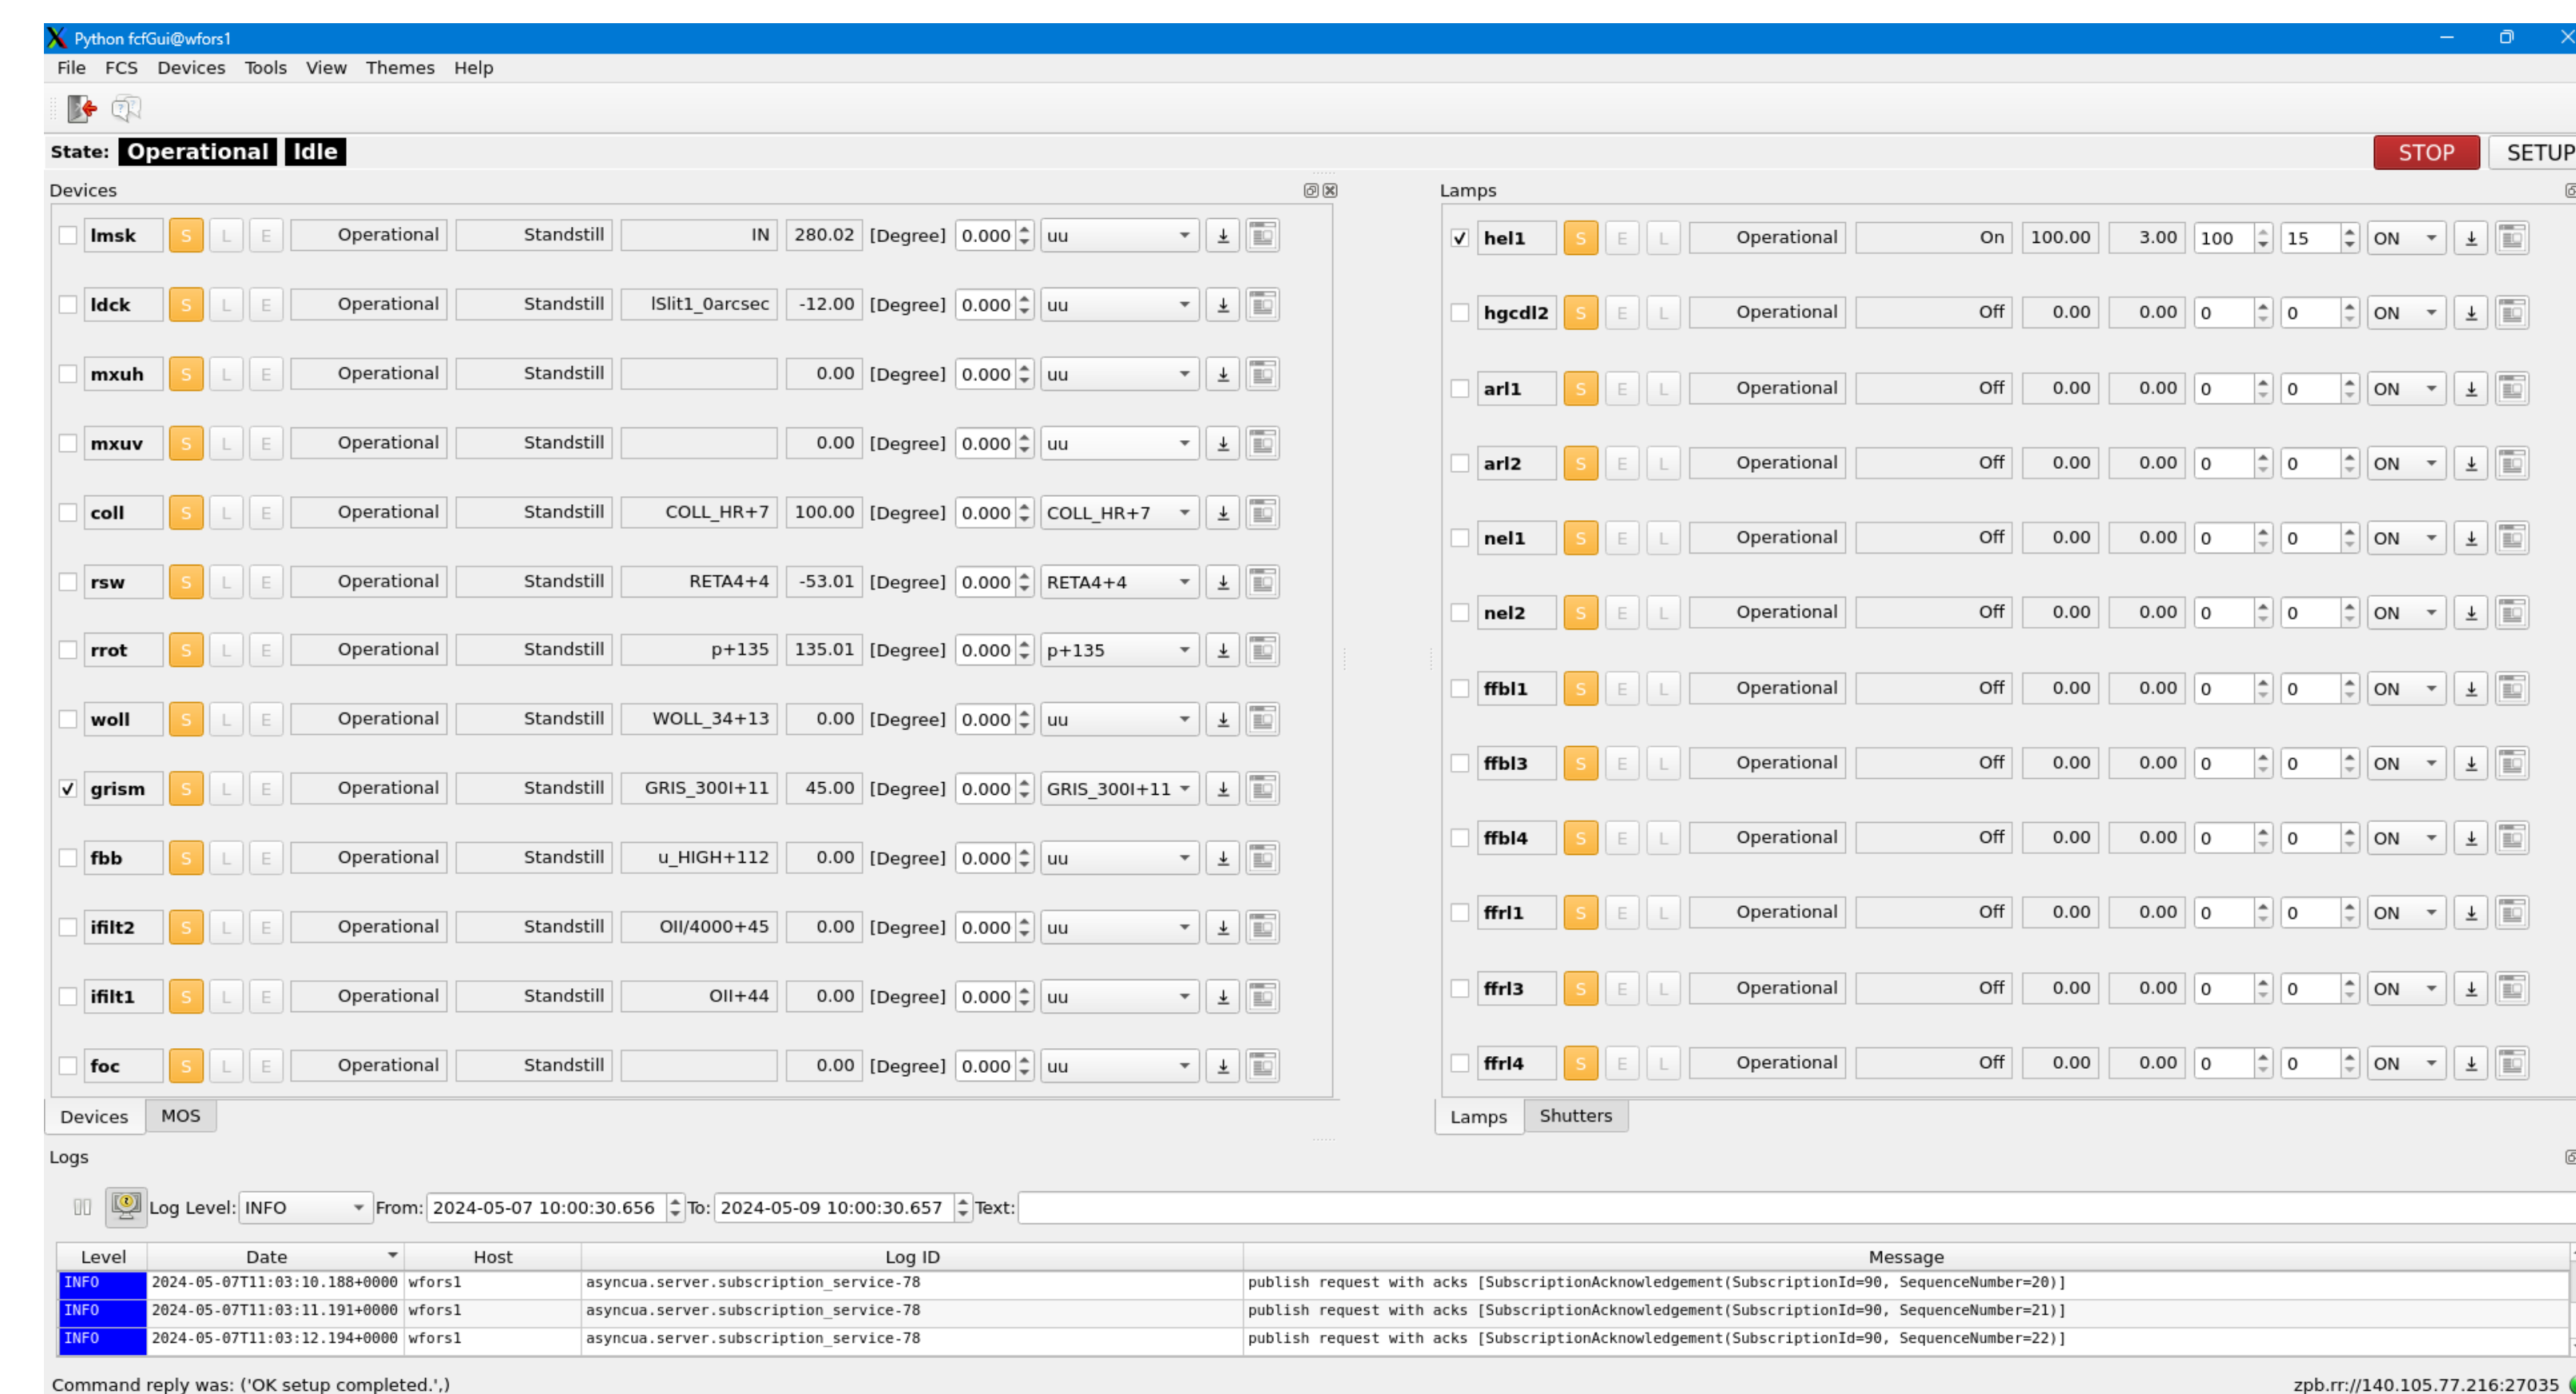 Python fcfGui@wfors1
File FCS Devices Tools View Themes Help
State: Operational Idle STOP SETUP
Devices
lmsk S L E Operational Standstill IN 280.02 [Degree] 0.000 uu
ldck S L E Operational Standstill lSlit1_0arcsec -12.00 [Degree] 0.000 uu
mxuh S L E Operational Standstill 0.00 [Degree] 0.000 uu
mxuv S L E Operational Standstill 0.00 [Degree] 0.000 uu
coll S L E Operational Standstill COLL_HR+7 100.00 [Degree] 0.000 COLL_HR+7
rsw S L E Operational Standstill RETA4+4 -53.01 [Degree] 0.000 RETA4+4
rrot S L E Operational Standstill p+135 135.01 [Degree] 0.000 p+135
woll S L E Operational Standstill WOLL_34+13 0.00 [Degree] 0.000 uu
grism S L E Operational Standstill GRIS_300I+11 45.00 [Degree] 0.000 GRIS_300I+11
fbb S L E Operational Standstill u_HIGH+112 0.00 [Degree] 0.000 uu
ifilt2 S L E Operational Standstill OII/4000+45 0.00 [Degree] 0.000 uu
ifilt1 S L E Operational Standstill OII+44 0.00 [Degree] 0.000 uu
foc S L E Operational Standstill 0.00 [Degree] 0.000 uu
Devices MOS
Lamps
hel1 S E L Operational On 100.00 3.00 100 15 ON
hgcdl2 S E L Operational Off 0.00 0.00 0 0 ON
arl1 S E L Operational Off 0.00 0.00 0 0 ON
arl2 S E L Operational Off 0.00 0.00 0 0 ON
nel1 S E L Operational Off 0.00 0.00 0 0 ON
nel2 S E L Operational Off 0.00 0.00 0 0 ON
ffbl1 S E L Operational Off 0.00 0.00 0 0 ON
ffbl3 S E L Operational Off 0.00 0.00 0 0 ON
ffbl4 S E L Operational Off 0.00 0.00 0 0 ON
ffrl1 S E L Operational Off 0.00 0.00 0 0 ON
ffrl3 S E L Operational Off 0.00 0.00 0 0 ON
ffrl4 S E L Operational Off 0.00 0.00 0 0 ON
Lamps Shutters
Logs
Log Level: INFO From: 2024-05-07 10:00:30.656 To: 2024-05-09 10:00:30.657 Text:
Level Date Host Log ID Message
INFO 2024-05-07T11:03:10.188+0000 wfors1 asyncua.server.subscription_service-78 publish request with acks [SubscriptionAcknowledgement(SubscriptionId=90, SequenceNumber=20)]
INFO 2024-05-07T11:03:11.191+0000 wfors1 asyncua.server.subscription_service-78 publish request with acks [SubscriptionAcknowledgement(SubscriptionId=90, SequenceNumber=21)]
INFO 2024-05-07T11:03:12.194+0000 wfors1 asyncua.server.subscription_service-78 publish request with acks [SubscriptionAcknowledgement(SubscriptionId=90, SequenceNumber=22)]
Command reply was: ('OK setup completed.',) zpb.rr://140.105.77.216:27035